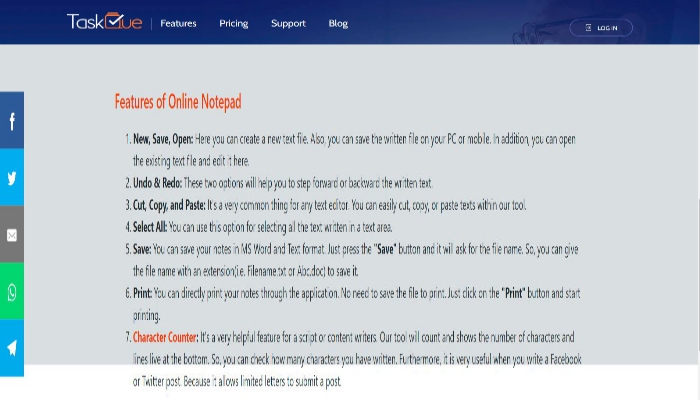 TaskQue
Features
Pricing
Support
Blog
LOG IN
Features of Online Notepad
1. New, Save, Open: Here you can create a new text file. Also, you can save the written file on your PC or mobile. In addition, you can open
the existing text file and edit it here.
2. Undo & Redo: These two options will help you to step forward or backward the written text.
3. Cut, Copy, and Paste: It's a very common thing for any text editor. You can easily cut, copy, or paste texts within our tool.
4. Select All: You can use this option for selecting all the text written in a text area.
5. Save: You can save your notes in MS Word and Text format. Just press the "Save" button and it will ask for the file name. So, you can give
the file name with an extension(i.e. Filename.txt or Abc.doc) to save it.
6. Print: You can directly print your notes through the application. No need to save the file to print. Just click on the "Print" button and start
printing.
7. Character Counter: It's a very helpful feature for a script or content writers. Our tool will count and shows the number of characters and
lines live at the bottom. So, you can check how many characters you have written. Furthermore, it is very useful when you write a Facebook
or Twitter post. Because it allows limited letters to submit a post.